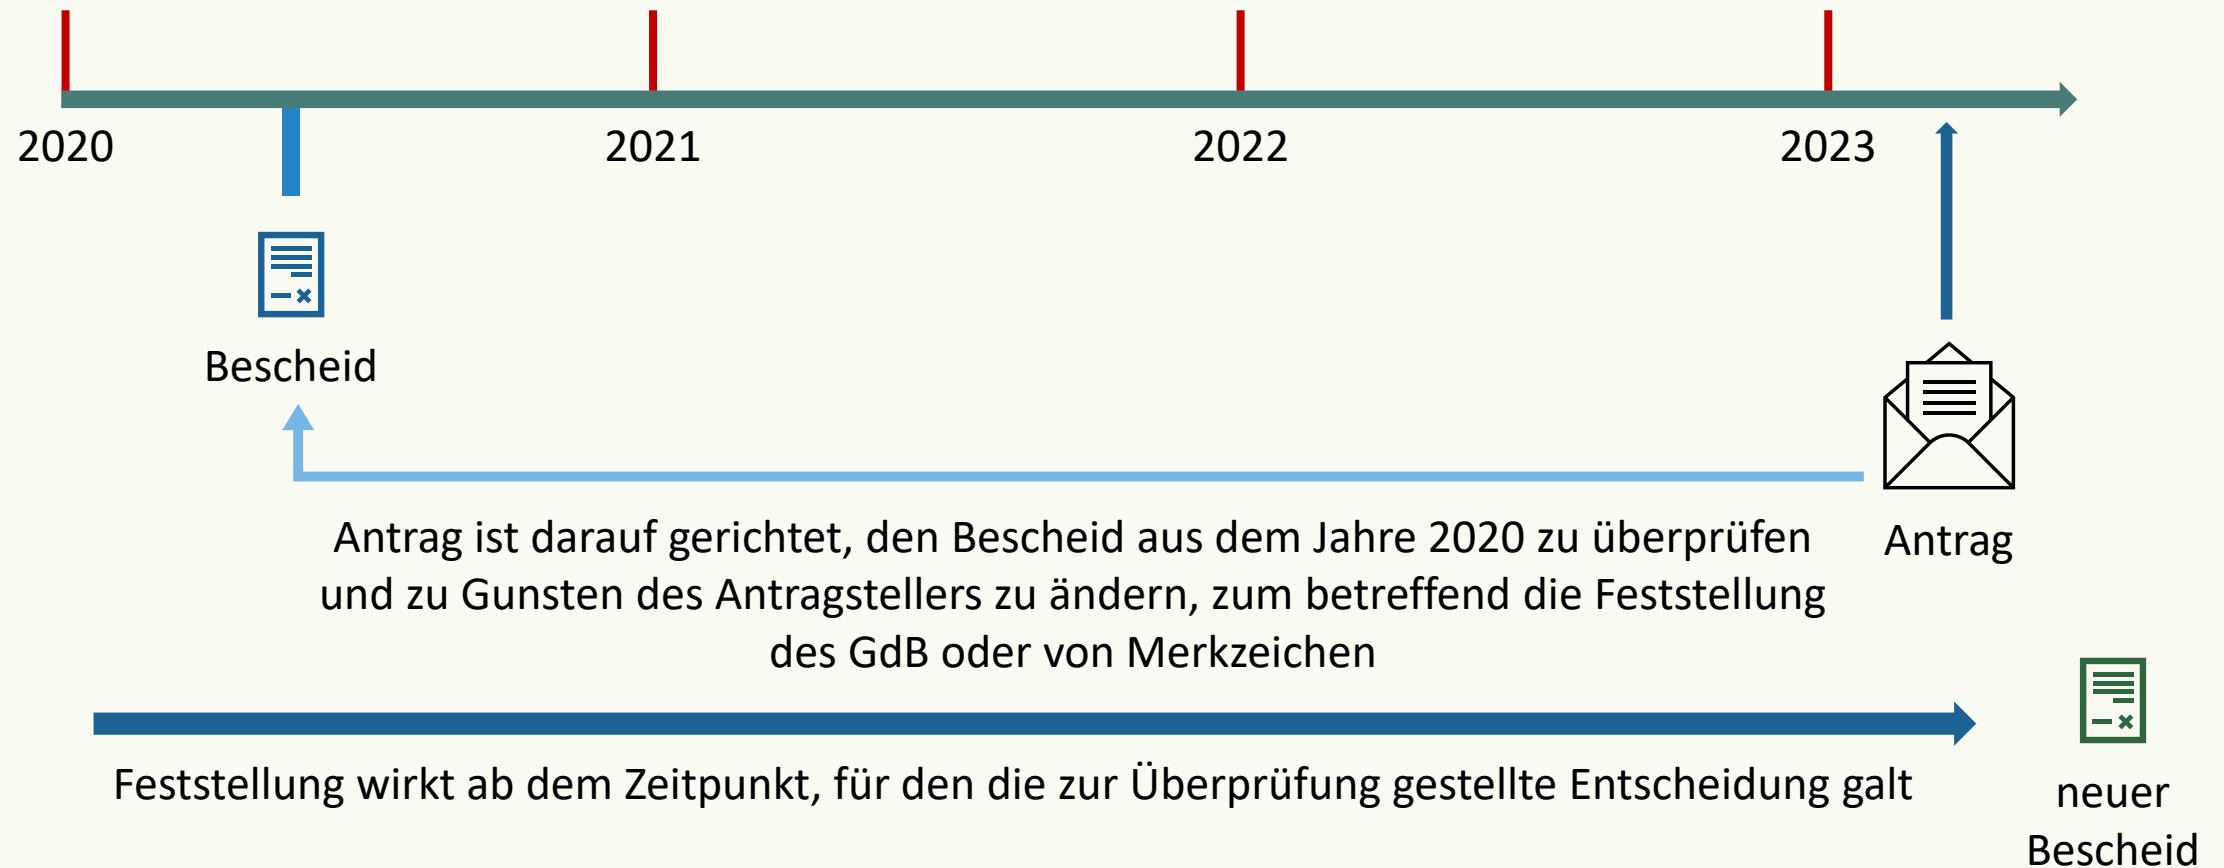 2020
2021
2022
2023
Bescheid
Antrag ist darauf gerichtet, den Bescheid aus dem Jahre 2020 zu überprüfen
und zu Gunsten des Antragstellers zu ändern, zum betreffend die Feststellung
des GdB oder von Merkzeichen
Antrag
Feststellung wirkt ab dem Zeitpunkt, für den die zur Überprüfung gestellte Entscheidung galt
neuer
Bescheid